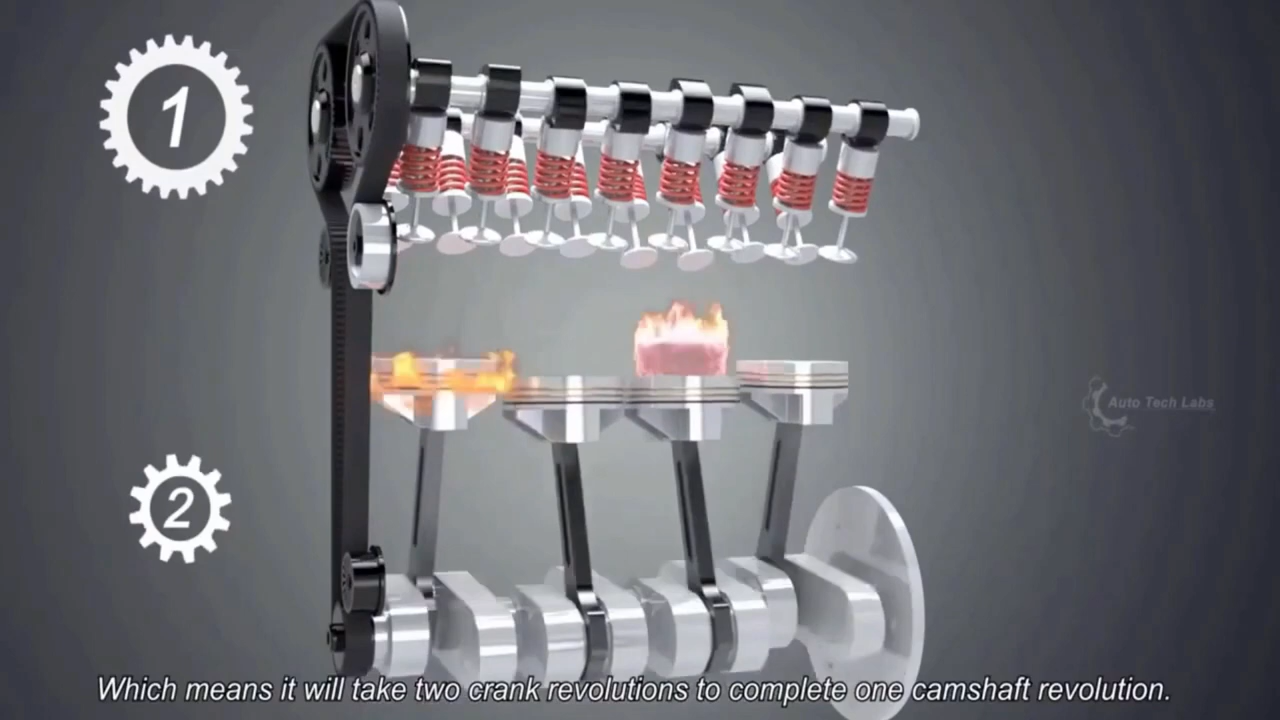 1
Auto Tech Labs
2
Which means it will take two crank revolutions to complete one camshaft revolution.